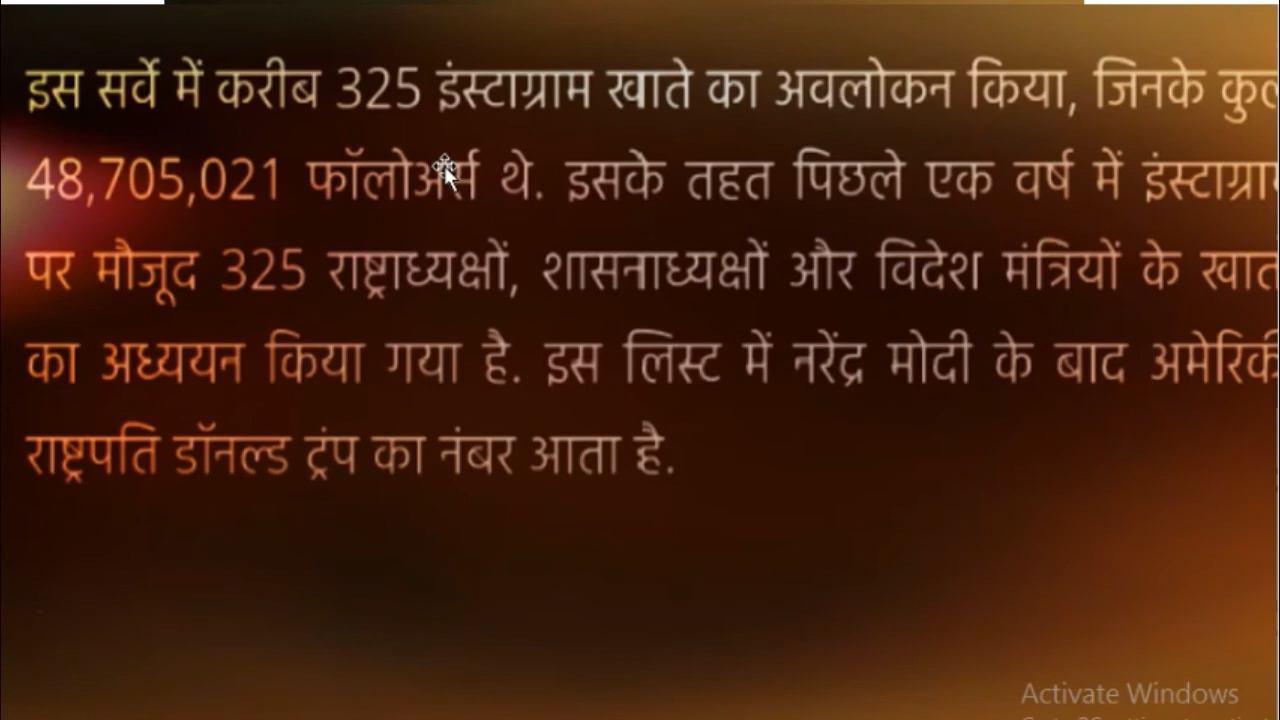 इस सर्वे में करीब 325 इंस्टाग्राम खाते का अवलोकन किया, जिनके
48,705,021 फॉलोअर्स थे. इसके तहत पिछले एक वर्ष में
पर मौजूद 325 राष्ट्राध्यक्षों, शासनाध्यक्षों और विदेश मंत्रियों के
का अध्ययन किया गया है. इस लिस्ट में नरेंद्र मोदी के बाद
राष्ट्रपति डॉनल्ड ट्रंप का नंबर आता है.
Activate Windows